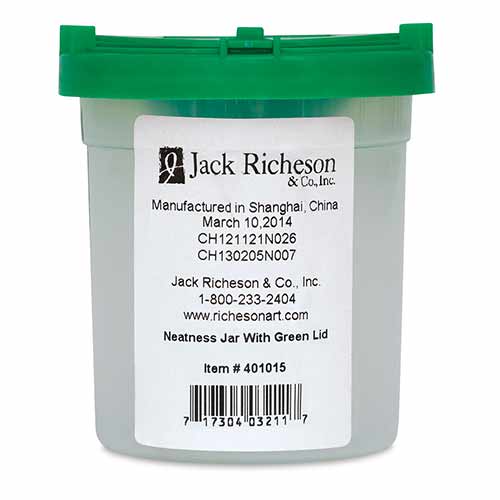 Jack Richeson
& Co., Inc.
Manufactured in Shanghai, China
March 10,2014
CH121121N026
CH130205N007
Jack Richeson & Co., Inc.
1-800-233-2404
www.richesonart.com
Neatness Jar With Green Lid
Item # 401015
7 17304 03211 7